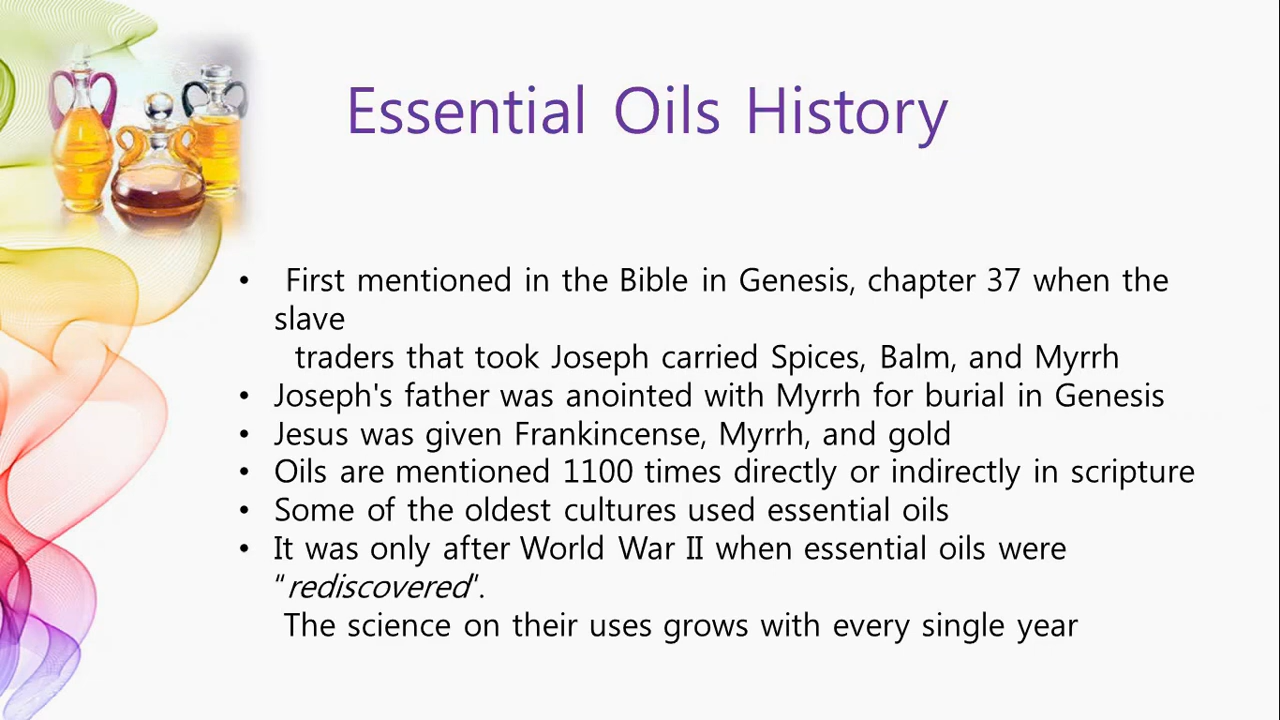 Essential Oils History
• First mentioned in the Bible in Genesis, chapter 37 when the
slave
traders that took Joseph carried Spices, Balm, and Myrrh
• Joseph's father was anointed with Myrrh for burial in Genesis
• Jesus was given Frankincense, Myrrh, and gold
• Oils are mentioned 1100 times directly or indirectly in scripture
• Some of the oldest cultures used essential oils
• It was only after World War II when essential oils were
"rediscovered".
The science on their uses grows with every single year